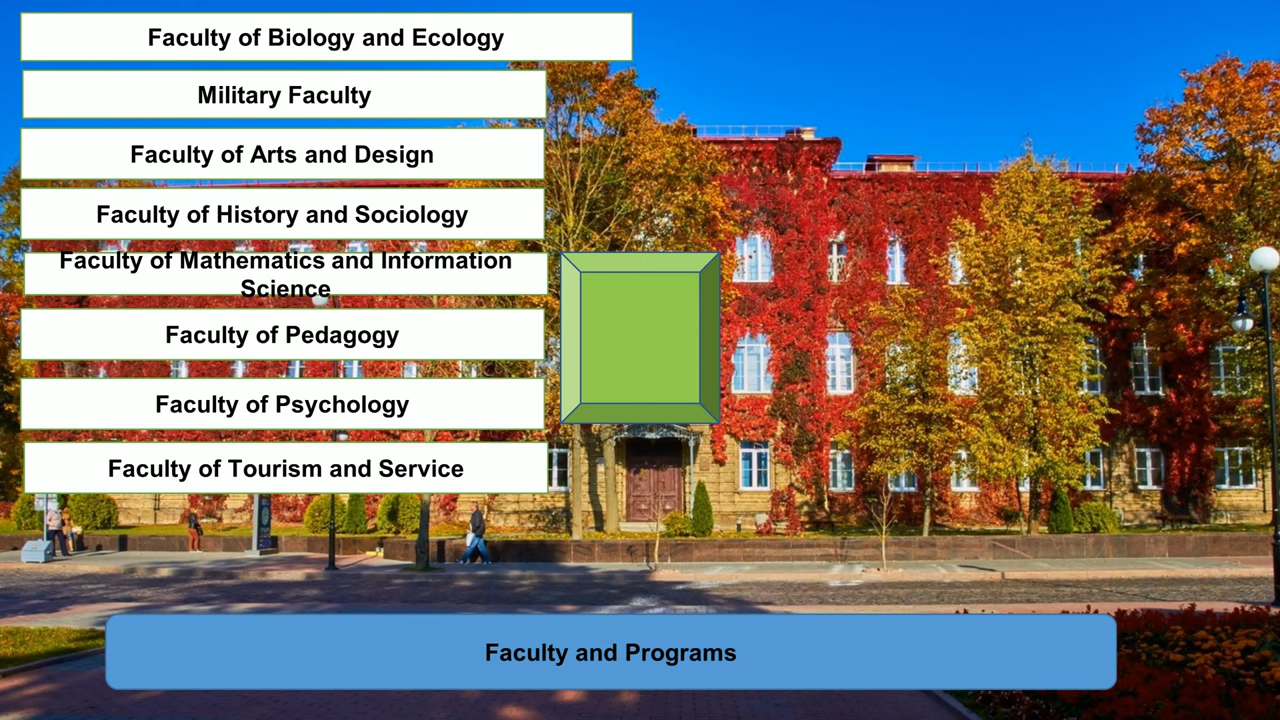 Faculty of Biology and Ecology
Military Faculty
Faculty of Arts and Design
Faculty of History and Sociology
Faculty of Mathematics and Information
Science
Faculty of Pedagogy
Faculty of Psychology
Faculty of Tourism and Service
Faculty and Programs